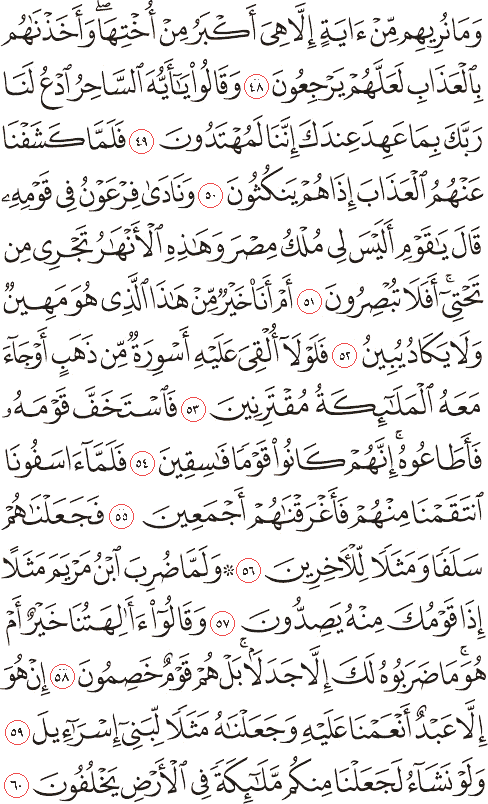 وَمَا نُرِيهِم مِّنْ ءَايَةٍ إِلَّا هِىَ أَكْبَرُ مِنْ أُخْتِهَا ۖ وَأَخَذْنَٰهُم
بِٱلْعَذَابِ لَعَلَّهُمْ يَرْجِعُونَ ٤٨ وَقَالُوا۟ يَٰٓأَيُّهَ ٱلسَّاحِرُ ٱدْعُ لَنَا
رَبَّكَ بِمَا عَهِدَ عِندَكَ إِنَّنَا لَمُهْتَدُونَ ٤٩ فَلَمَّا كَشَفْنَا
عَنْهُمُ ٱلْعَذَابَ إِذَا هُمْ يَنكُثُونَ ٥٠ وَنَادَىٰ فِرْعَوْنُ فِى قَوْمِهِۦ
قَالَ يَٰقَوْمِ أَلَيْسَ لِى مُلْكُ مِصْرَ وَهَٰذِهِ ٱلْأَنْهَٰرُ تَجْرِى مِن
تَحْتِىٓ ۚ أَفَلَا تُبْصِرُونَ ٥١ أَمْ أَنَا۠ خَيْرٌ مِّنْ هَٰذَا ٱلَّذِى هُوَ مَهِينٌ
وَلَا يَكَادُ يُبِينُ ٥٢ فَلَوْلَآ أُلْقِىَ عَلَيْهِ أَسْوِرَةٌ مِّن ذَهَبٍ أَوْ جَآءَ
مَعَهُ ٱلْمَلَٰٓئِكَةُ مُقْتَرِنِينَ ٥٣ فَٱسْتَخَفَّ قَوْمَهُۥ
فَأَطَاعُوهُ ۚ إِنَّهُمْ كَانُوا۟ قَوْمًا فَٰسِقِينَ ٥٤ فَلَمَّآ ءَاسَفُونَا
ٱنتَقَمْنَا مِنْهُمْ فَأَغْرَقْنَٰهُمْ أَجْمَعِينَ ٥٥ فَجَعَلْنَٰهُمْ
سَلَفًا وَمَثَلًا لِّلْءَاخِرِينَ ٥٦ ۞ وَلَمَّا ضُرِبَ ٱبْنُ مَرْيَمَ مَثَلًا
إِذَا قَوْمُكَ مِنْهُ يَصِدُّونَ ٥٧ وَقَالُوٓا۟ ءَأَٰلِهَتُنَا خَيْرٌ أَمْ
هُوَ ۚ مَا ضَرَبُوهُ لَكَ إِلَّا جَدَلًۢا ۚ بَلْ هُمْ قَوْمٌ خَصِمُونَ ٥٨ إِنْ هُوَ
إِلَّا عَبْدٌ أَنْعَمْنَا عَلَيْهِ وَجَعَلْنَٰهُ مَثَلًا لِّبَنِىٓ إِسْرَٰٓءِيلَ ٥٩
وَلَوْ نَشَآءُ لَجَعَلْنَا مِنكُم مَّلَٰٓئِكَةً فِى ٱلْأَرْضِ يَخْلُفُونَ ٦٠